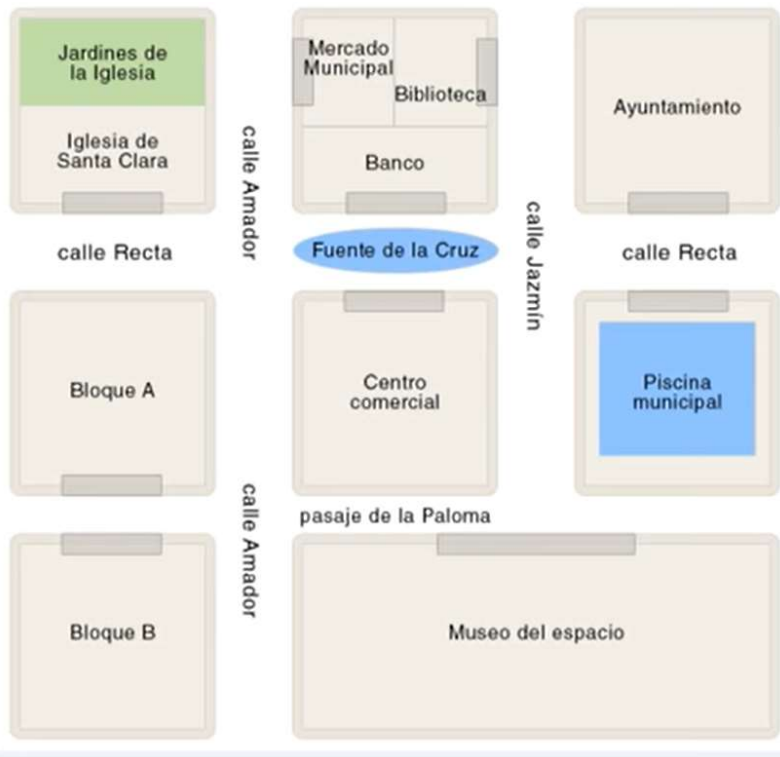 Jardines de
la Iglesia
Iglesia de
Santa Clara
calle Amador
Mercado
Municipal
Biblioteca
Banco
Ayuntamiento
calle Recta
Fuente de la Cruz
calle Jazmín
calle Recta
Bloque A
Centro
comercial
Piscina
municipal
calle Amador
pasaje de la Paloma
Bloque B
Museo del espacio